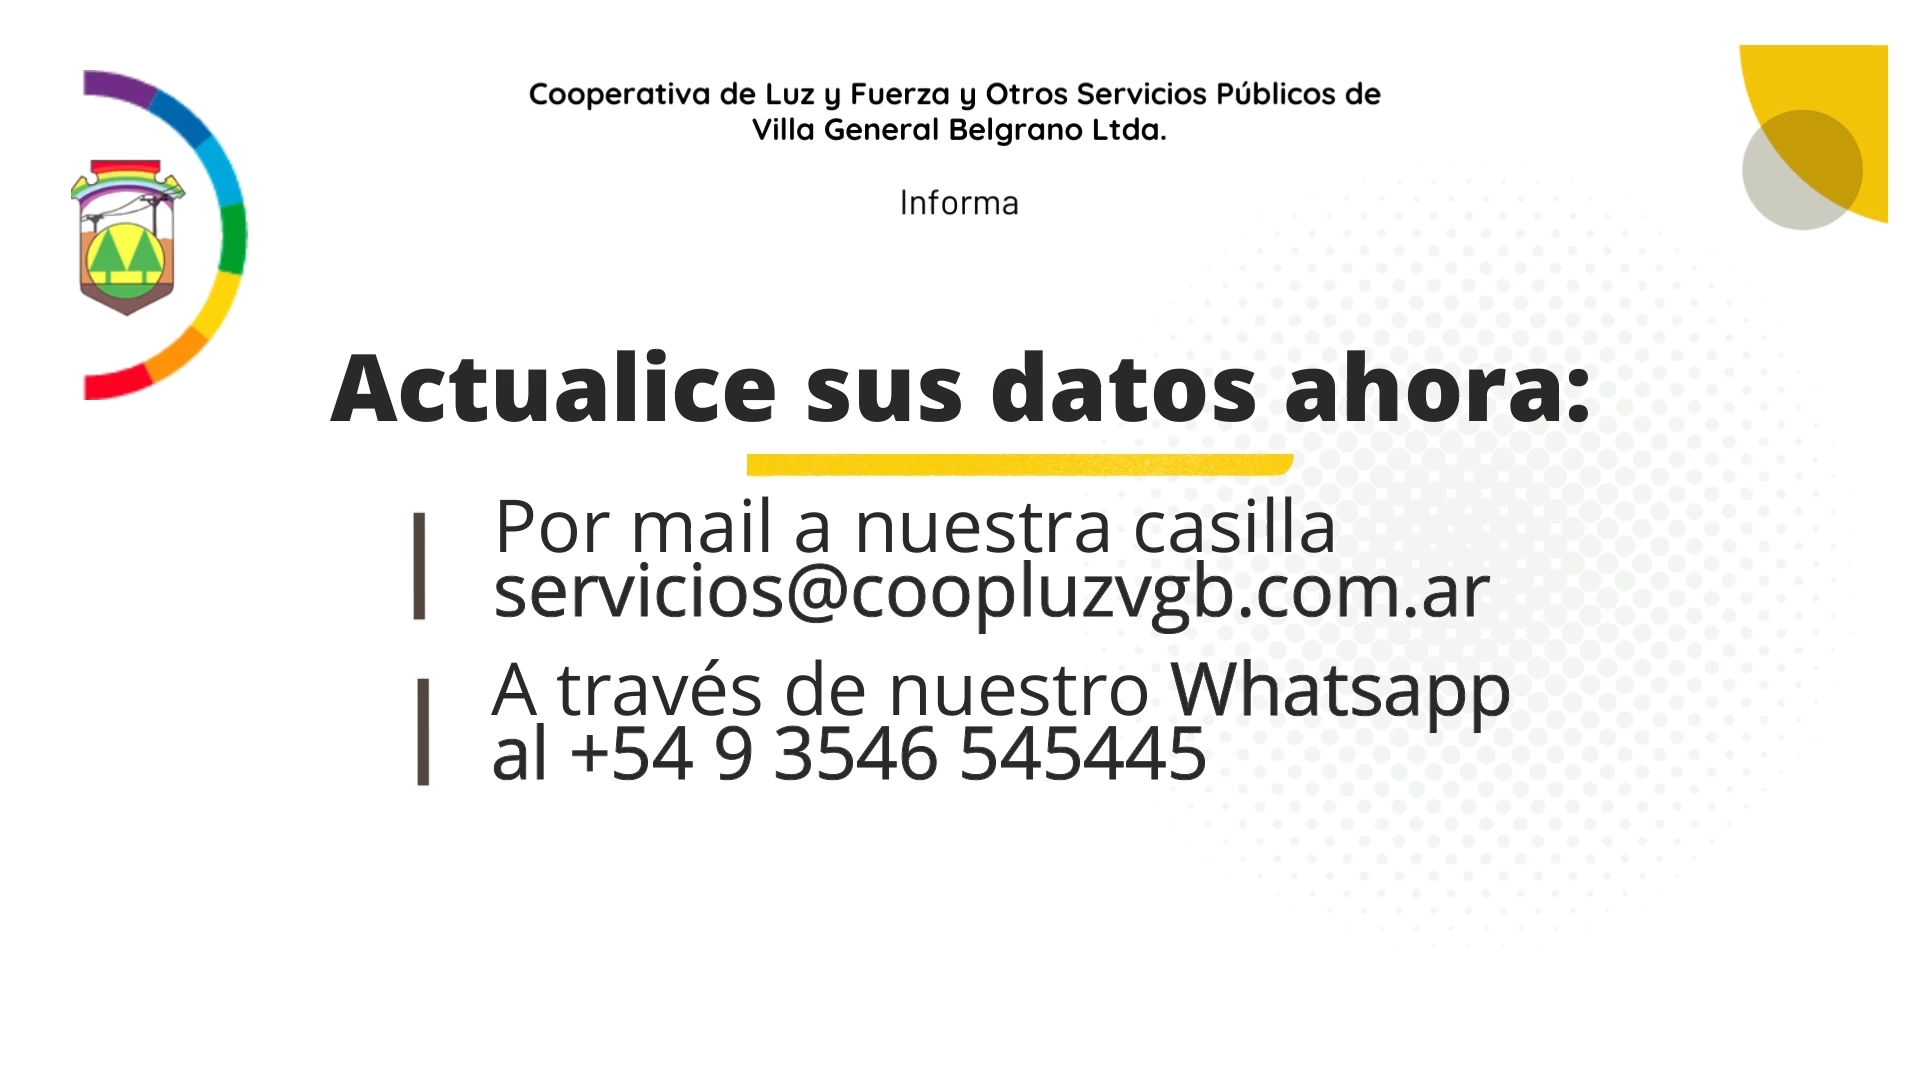 Cooperativa de Luz y Fuerza y Otros Servicios Públicos de
Villa General Belgrano Ltda.
Informa
Actualice sus datos ahora:
Por mail a nuestra casilla
servicios@coopluzvgb.com.ar
A través de nuestro Whatsapp
al +54 9 3546 545445